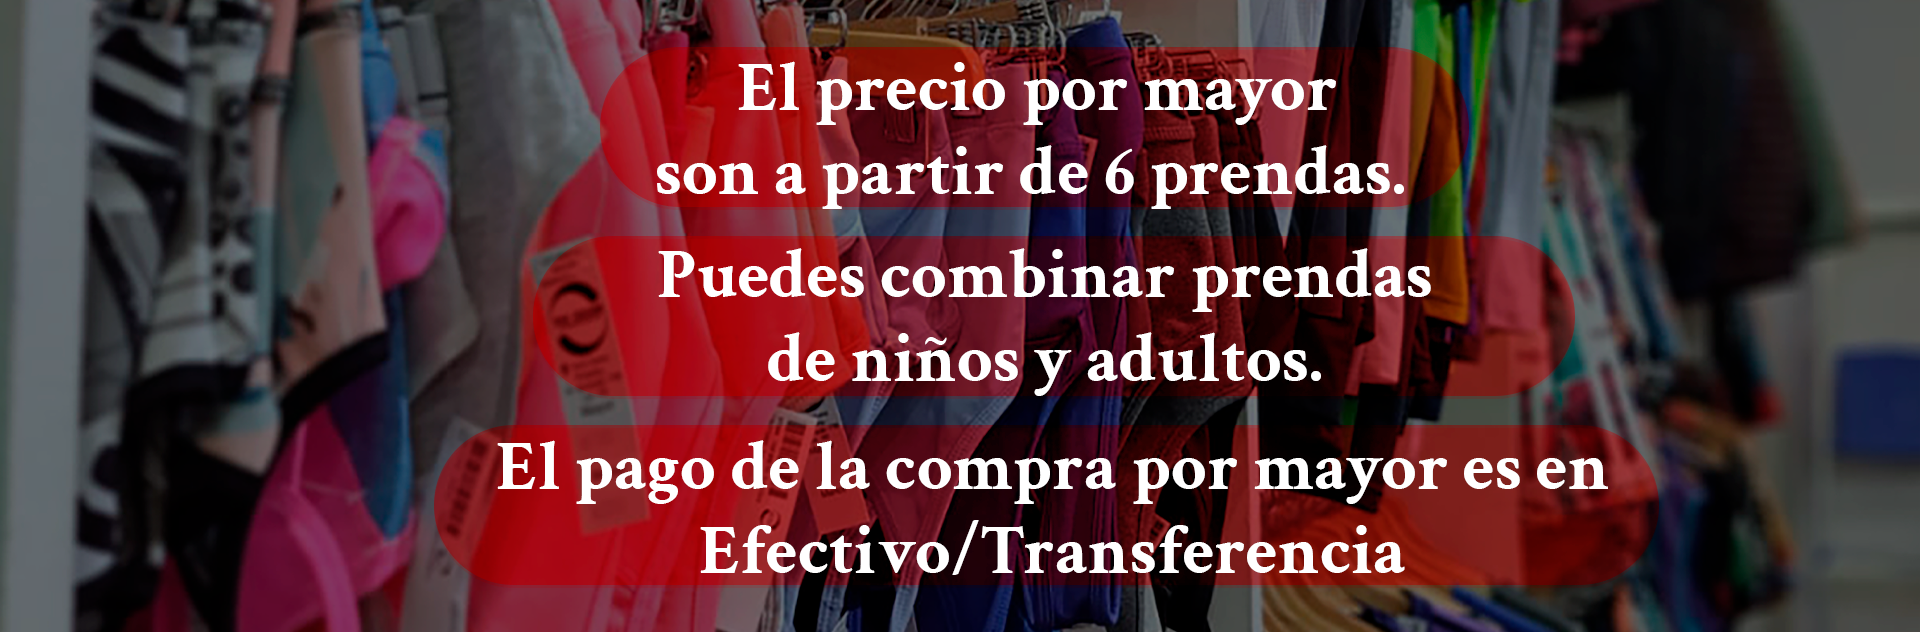 El precio por mayor
son a partir de 6 prendas.
Puedes combinar prendas
de niños y adultos.
El pago de la compra por mayor es en
Efectivo/Transferencia